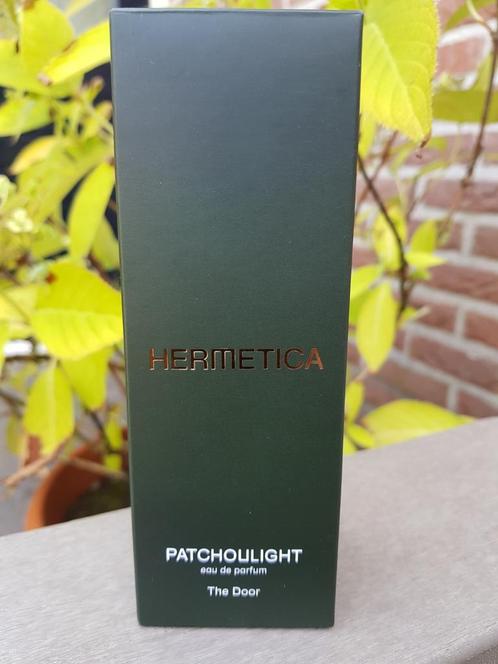 HERMETICA
PATCHOULIGHT
eau de parfum
The Door